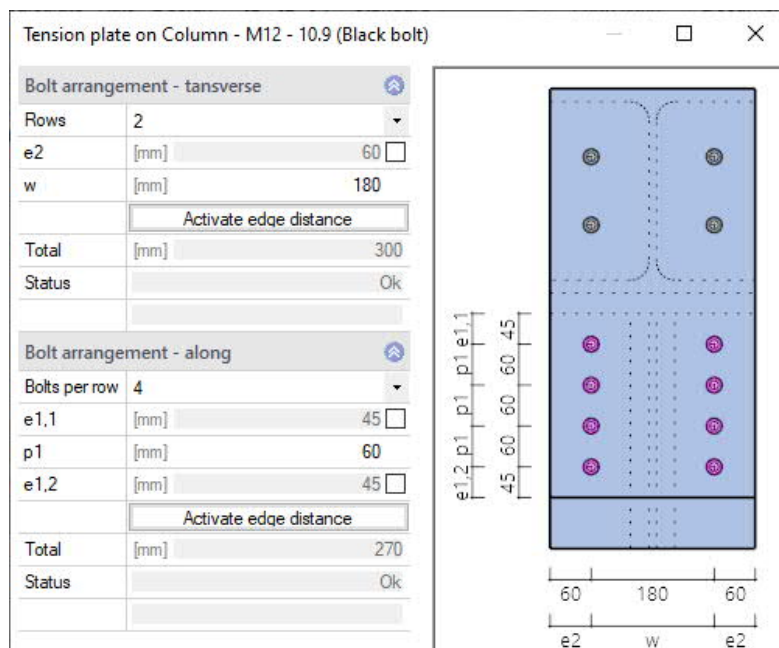 Tension plate on Column - M12 - 10.9 (Black bolt)
Bolt arrangement - tansverse
Rows 2
e2 [mm] 60
w [mm] 180
Activate edge distance
Total [mm] 300
Status Ok
Bolt arrangement - along
Bolts per row 4
e1,1 [mm] 45
p1 [mm] 60
e1,2 [mm] 45
Activate edge distance
Total [mm] 270
Status Ok
e1,1 45
p1 60
p1 60
p1 60
e1,2 45
60 180 60
e2 w e2